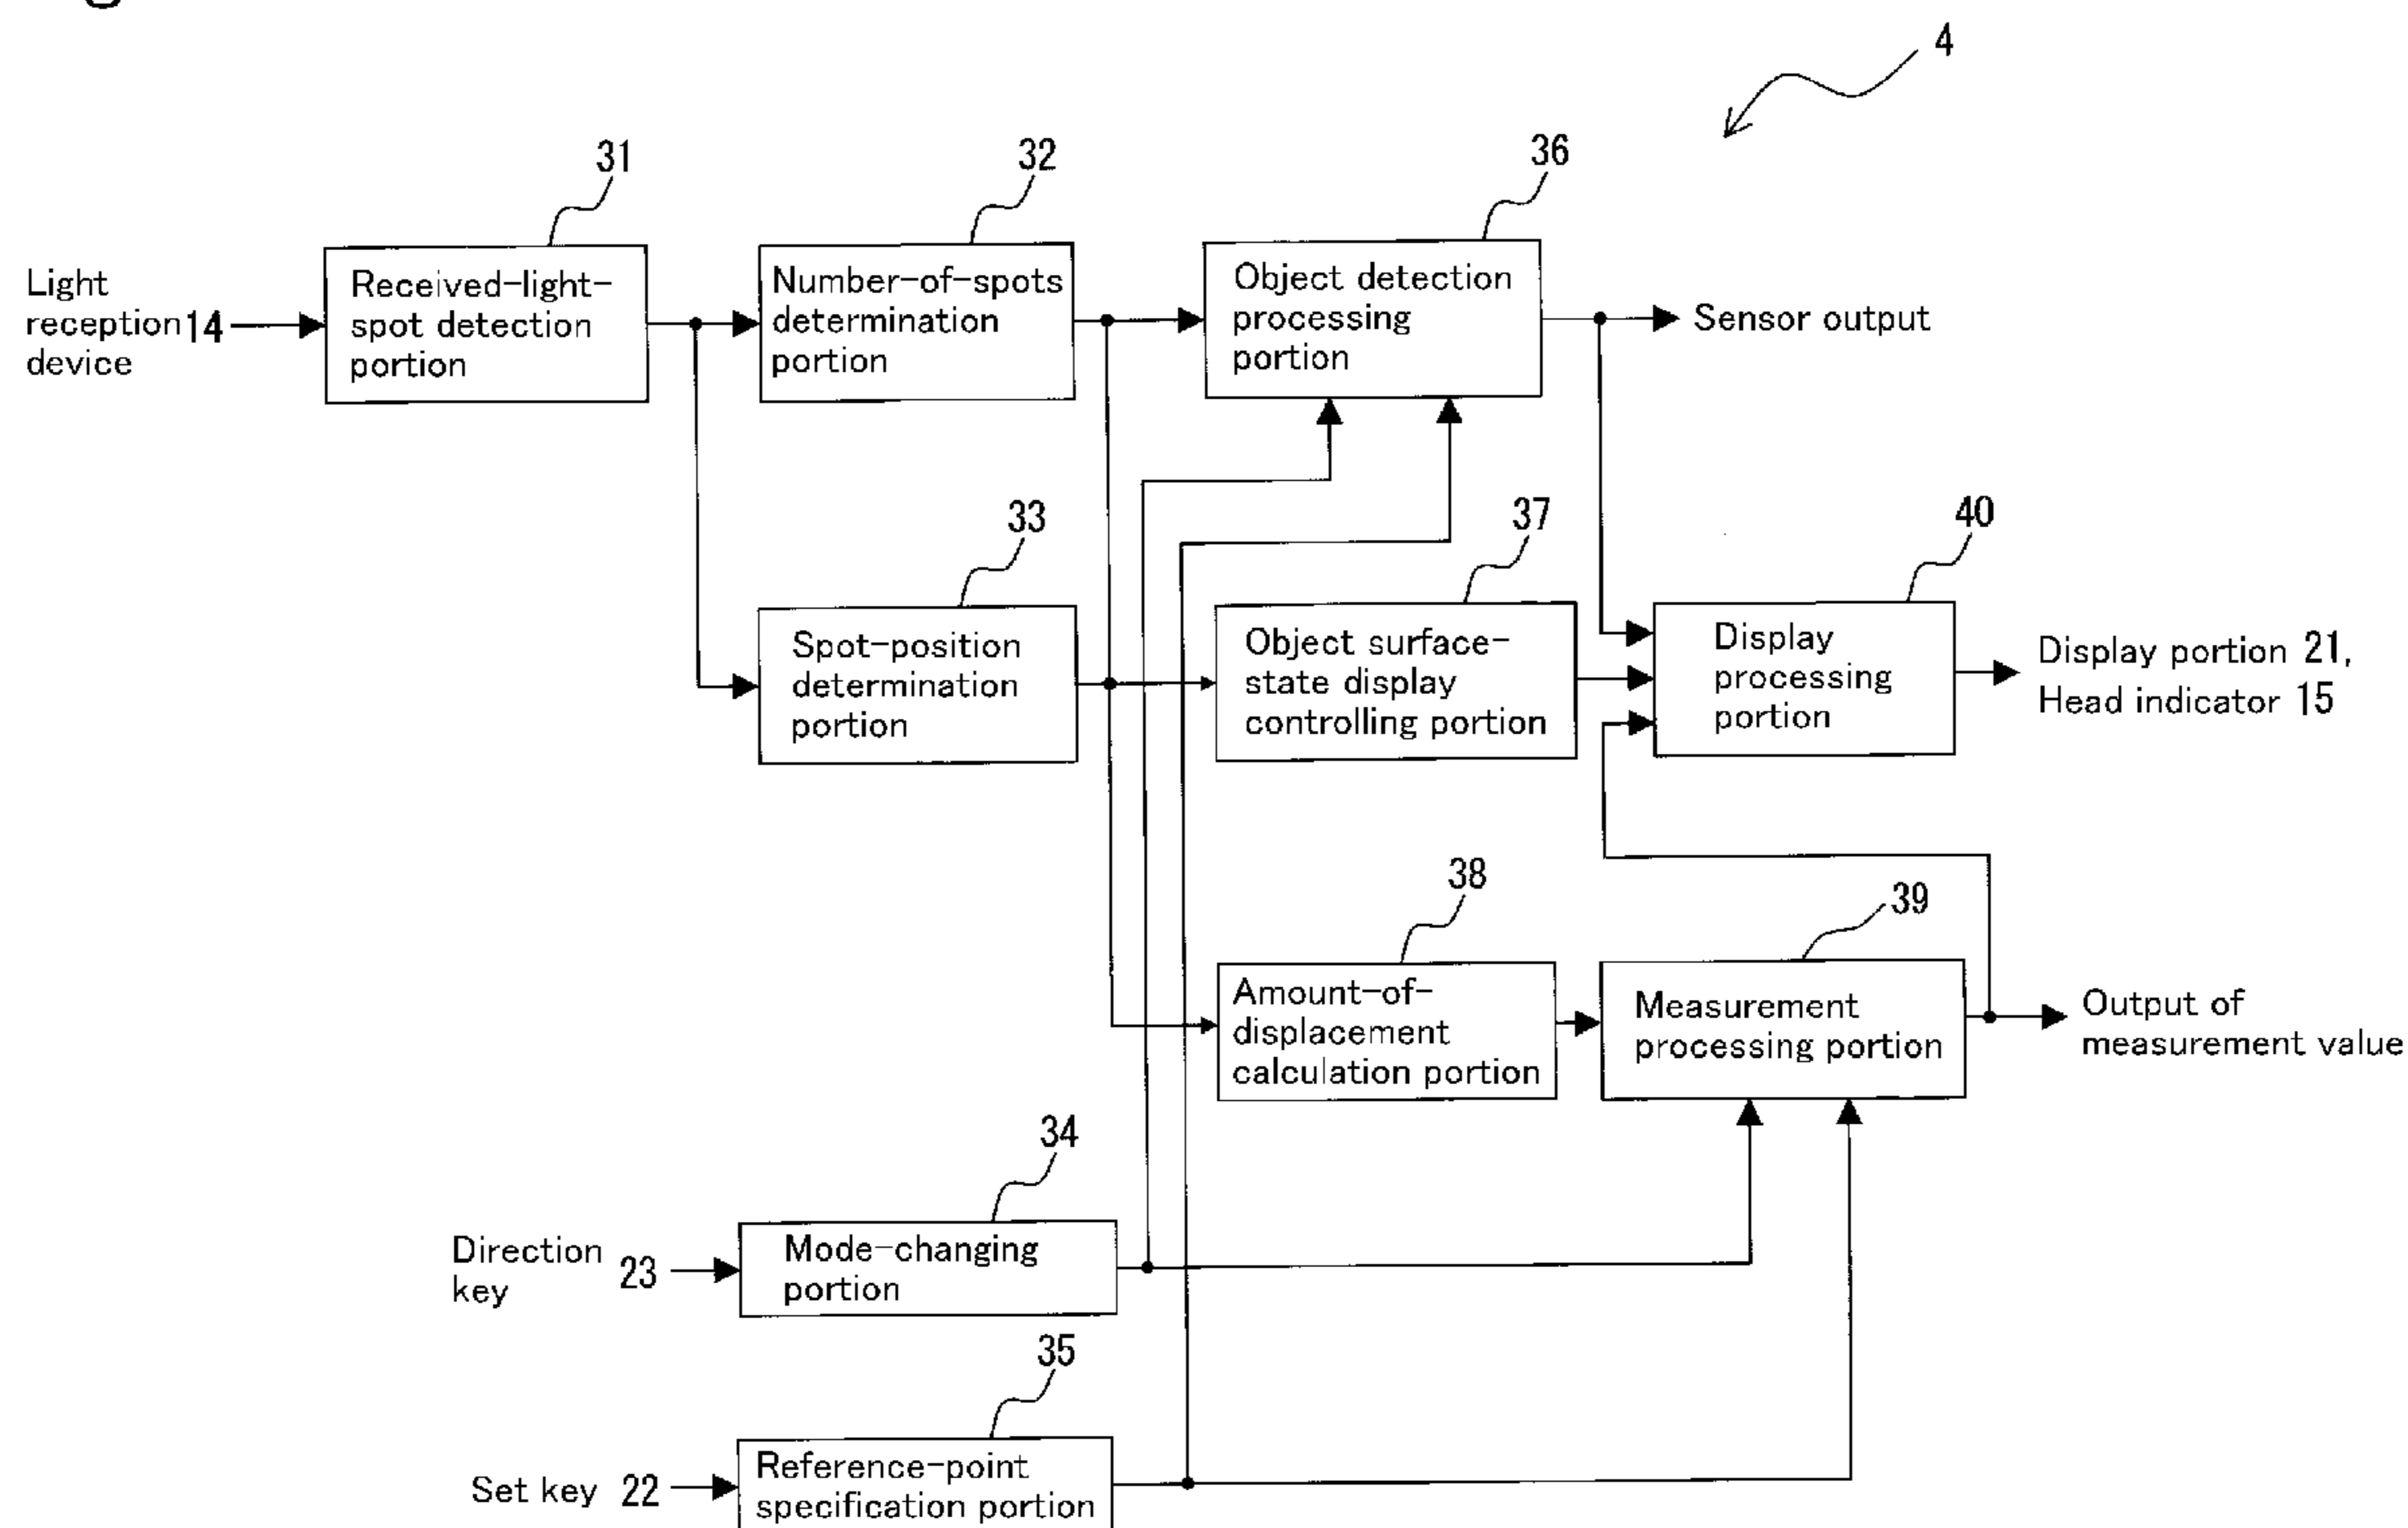 4
31
32
36
Light
reception 14
device
Received-light-
spot detection
portion
Number-of-spots
determination
portion
Object detection
processing
portion
Sensor output
33
37
40
Spot-position
determination
portion
Object surface-
state display
controlling portion
Display
processing
portion
Display portion 21,
Head indicator 15
38
39
Amount-of-
displacement
calculation portion
Measurement
processing portion
Output of
measurement value
34
Direction
key 23
Mode-changing
portion
35
Set key 22
Reference-point
specification portion